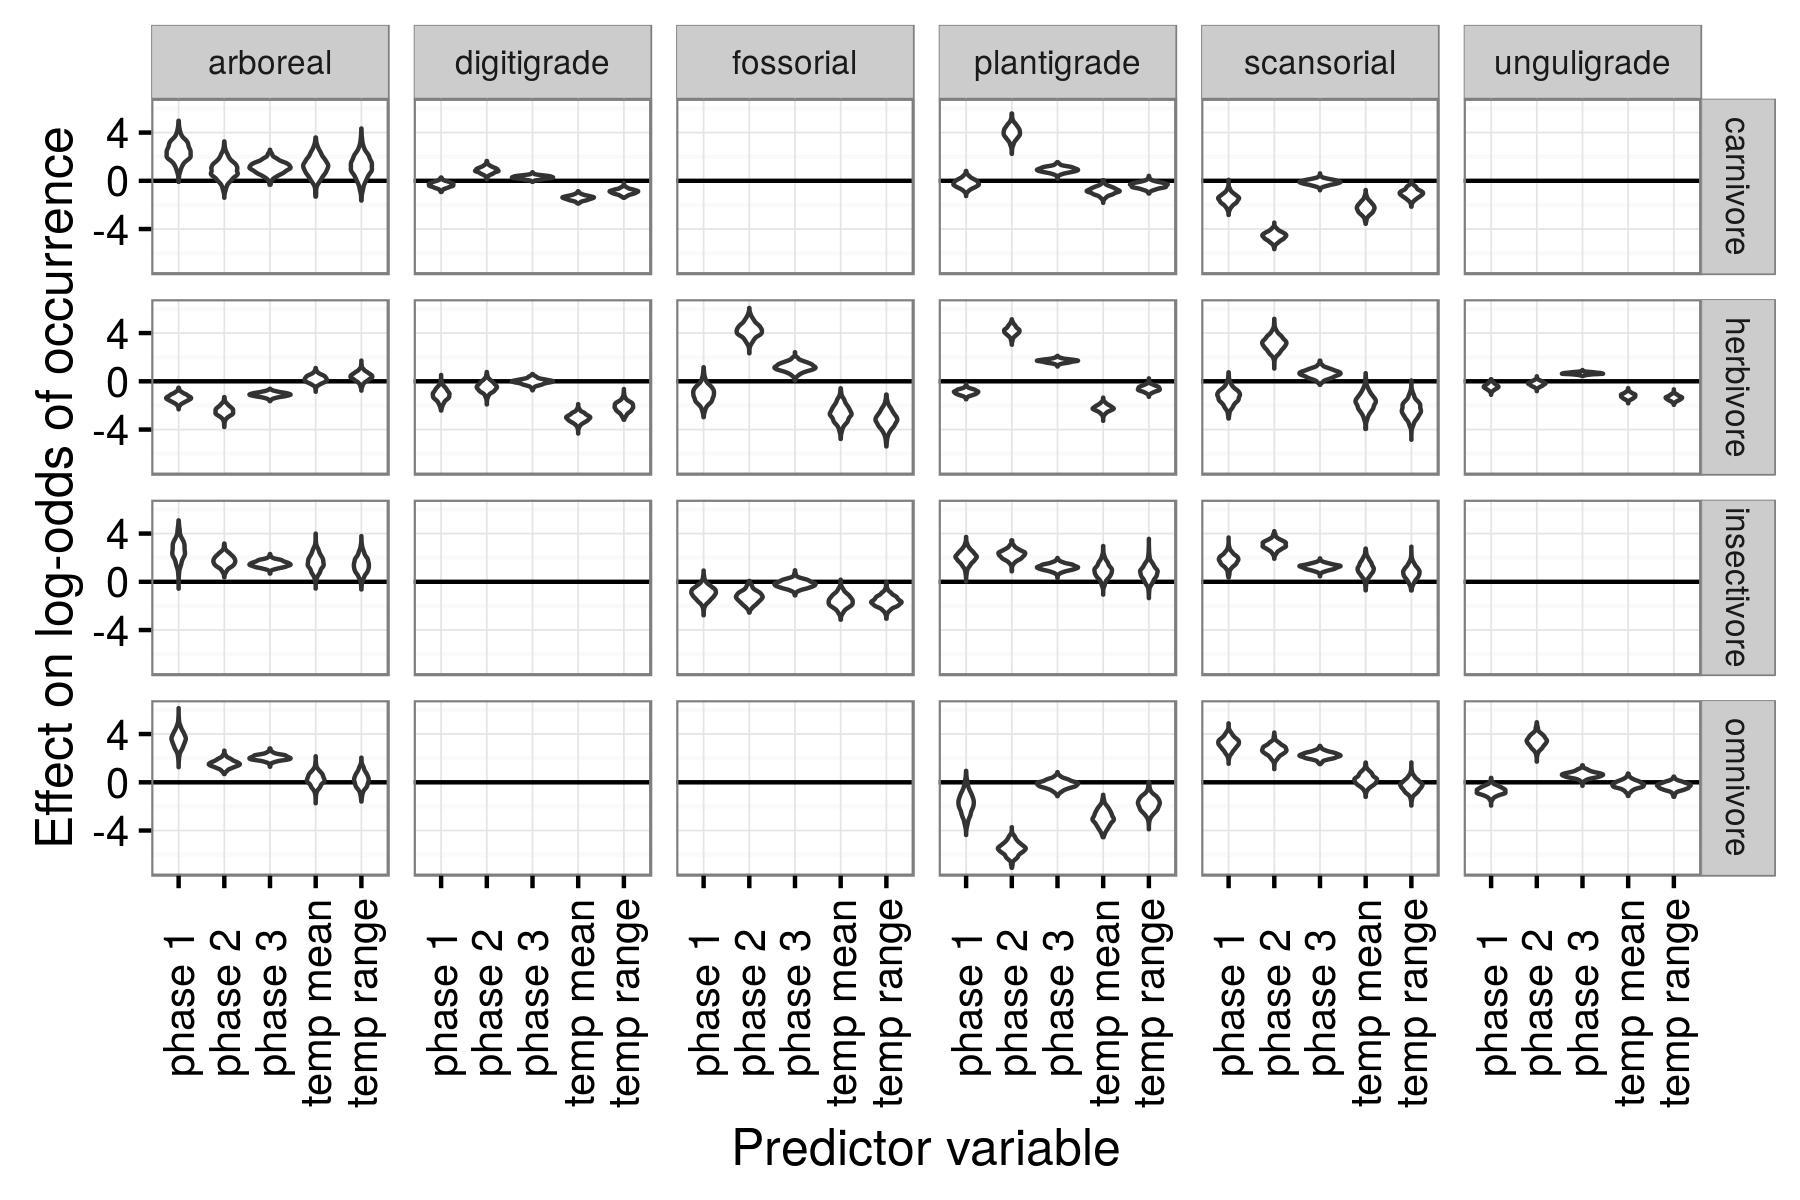 arboreal digitigrade fossorial plantigrade scansorial unguligrade
Effect on log-odds of occurrence
4
0
-4
carnivore
4
0
-4
herbivore
4
0
-4
insectivore
4
0
-4
omnivore
phase 1 phase 2 phase 3 temp mean temp range phase 1 phase 2 phase 3 temp mean temp range phase 1 phase 2 phase 3 temp mean temp range phase 1 phase 2 phase 3 temp mean temp range phase 1 phase 2 phase 3 temp mean temp range phase 1 phase 2 phase 3 temp mean temp range
Predictor variable